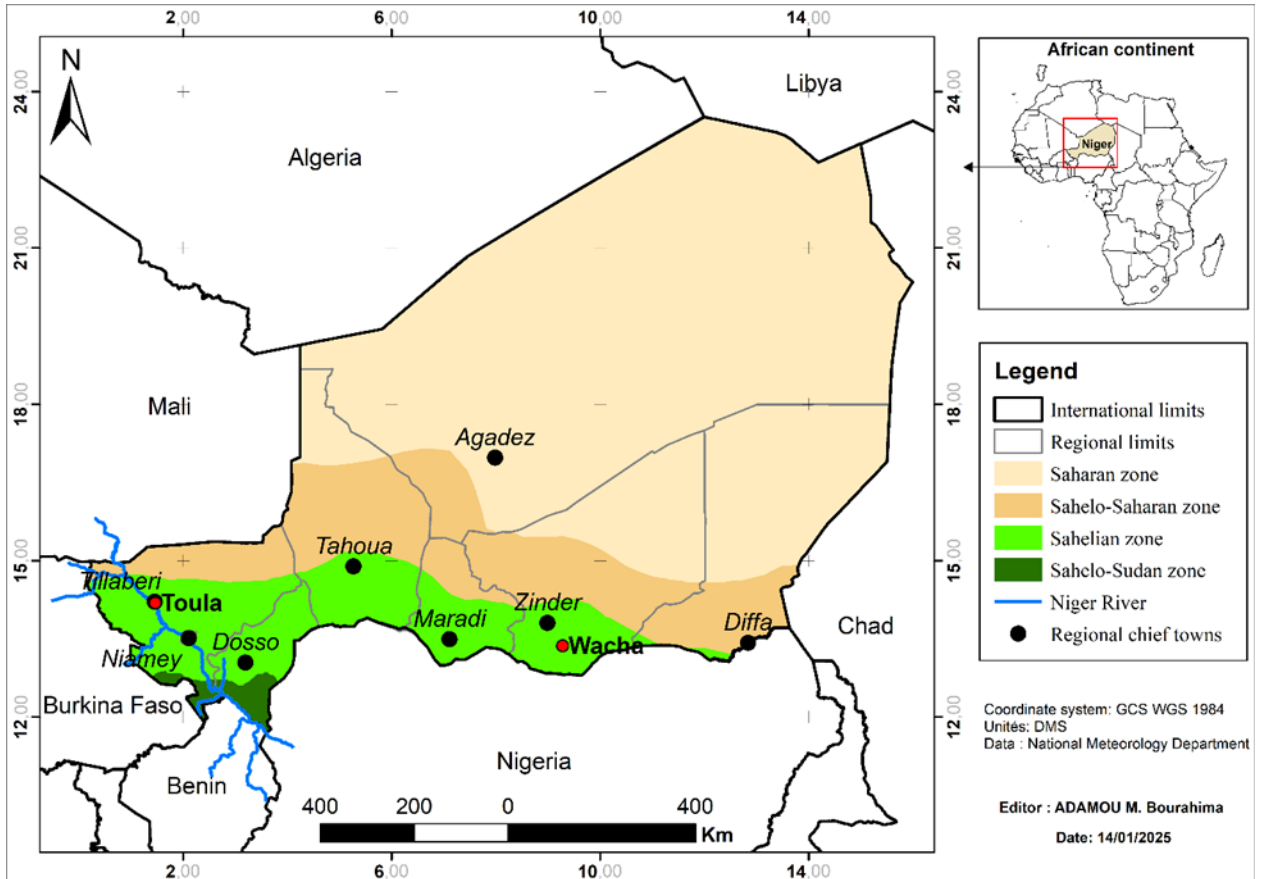 2.00 6.00 10.00 14.00
N
24.00
21.00
18.00
15.00
12.00
Libya
Algeria
Mali
Agadez
Tahoua
Tillaberi
Toula
Zinder
Maradi
Diffa
Dosso
Wacha
Niamey
Chad
Burkina Faso
Nigeria
Benin
400 200 0 400
Km
24.00
21.00
18.00
15.00
12.00
2.00 6.00 10.00 14.00
African continent
Niger
Legend
International limits
Regional limits
Saharan zone
Sahelo-Saharan zone
Sahelian zone
Sahelo-Sudan zone
Niger River
Regional chief towns
Coordinate system: GCS WGS 1984
Unités: DMS
Data : National Meteorology Department
Editor : ADAMOU M. Bourahima
Date: 14/01/2025